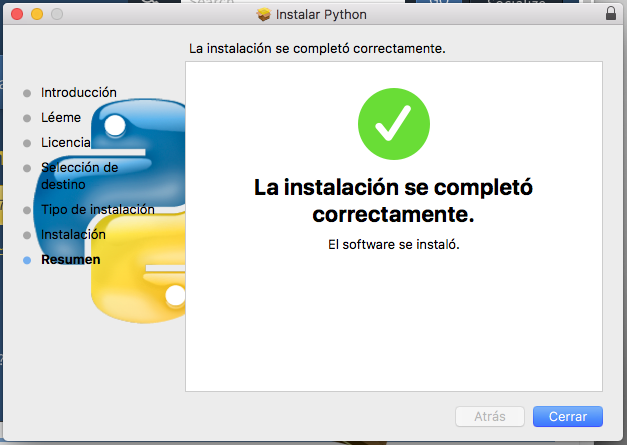 Instalar Python
La instalación se completó correctamente.
Introducción
Léeme
Licencia
Selección de
destino
Tipo de instalación
Instalación
Resumen
La instalación se completó
correctamente.
El software se instaló.
Atrás
Cerrar